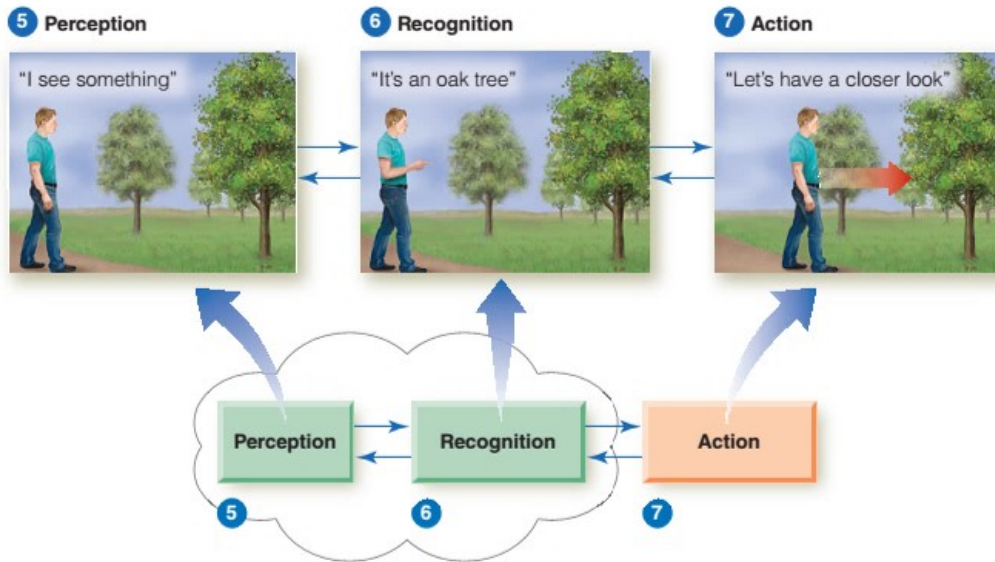 5 Perception
6 Recognition
7 Action
“I see something”
“It’s an oak tree”
“Let’s have a closer look”
Perception
Recognition
Action
5
6
7